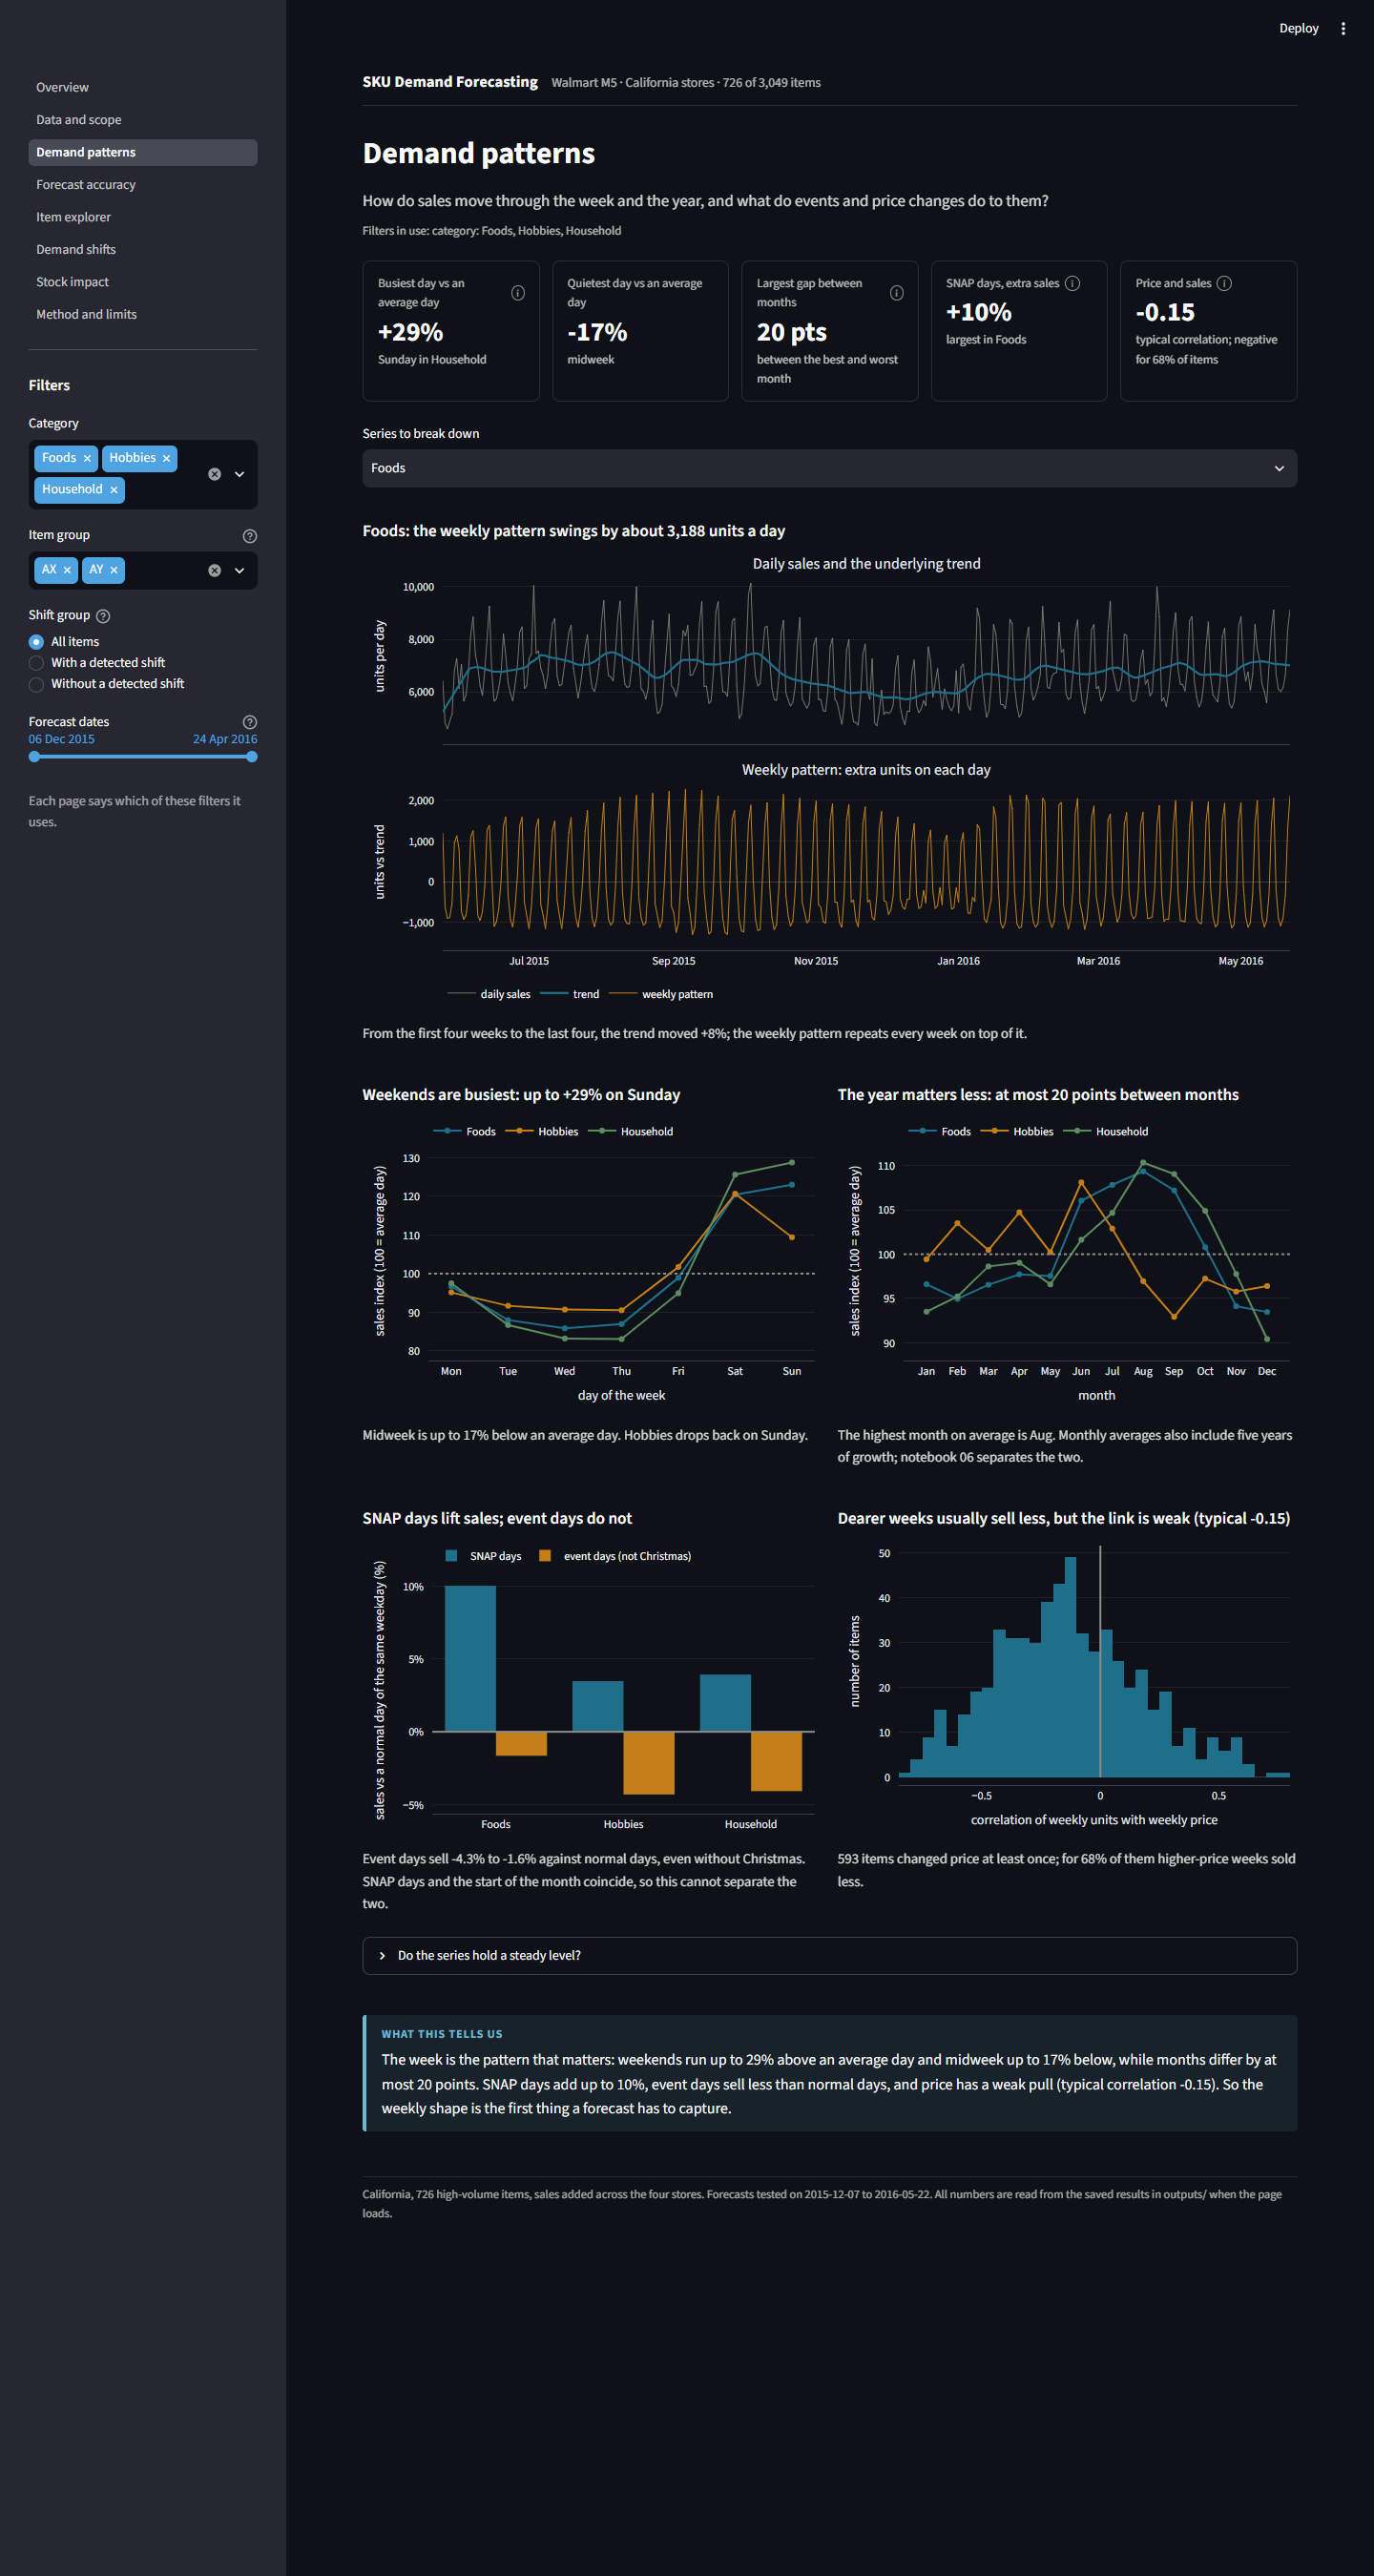 Deploy
Overview
Data and scope
Demand patterns
Forecast accuracy
Item explorer
Demand shifts
Stock impact
Method and limits
Filters
Category
Foods
Hobbies
Household
Item group
AX
AY
Shift group
All items
With a detected shift
Without a detected shift
Forecast dates
06 Dec 2015 24 Apr 2016
Each page says which of these filters it
uses.
SKU Demand Forecasting Walmart M5 · California stores · 726 of 3,049 items
Demand patterns
How do sales move through the week and the year, and what do events and price changes do to them?
Filters in use: category: Foods, Hobbies, Household
Busiest day vs an
average day
+29%
Sunday in Household
Quietest day vs an average
day
-17%
midweek
Largest gap between
months
20 pts
between the best and worst
month
SNAP days, extra sales
+10%
largest in Foods
Price and sales
-0.15
typical correlation; negative
for 68% of items
Series to break down
Foods
Foods: the weekly pattern swings by about 3,188 units a day
Daily sales and the underlying trend
10,000
8,000
6,000
units per day
Weekly pattern: extra units on each day
2,000
1,000
0
−1,000
units vs trend
Jul 2015 Sep 2015 Nov 2015 Jan 2016 Mar 2016 May 2016
daily sales trend weekly pattern
From the first four weeks to the last four, the trend moved +8%; the weekly pattern repeats every week on top of it.
Weekends are busiest: up to +29% on Sunday
Foods Hobbies Household
130
120
110
100
90
80
sales index (100 = average day)
Mon Tue Wed Thu Fri Sat Sun
day of the week
Midweek is up to 17% below an average day. Hobbies drops back on Sunday.
The year matters less: at most 20 points between months
Foods Hobbies Household
110
105
100
95
90
sales index (100 = average day)
Jan Feb Mar Apr May Jun Jul Aug Sep Oct Nov Dec
month
The highest month on average is Aug. Monthly averages also include five years
of growth; notebook 06 separates the two.
SNAP days lift sales; event days do not
SNAP days event days (not Christmas)
10%
5%
0%
−5%
sales vs a normal day of the same weekday (%)
Foods Hobbies Household
Event days sell -4.3% to -1.6% against normal days, even without Christmas.
SNAP days and the start of the month coincide, so this cannot separate the
two.
Dearer weeks usually sell less, but the link is weak (typical -0.15)
50
40
30
20
10
0
number of items
−0.5 0 0.5
correlation of weekly units with weekly price
593 items changed price at least once; for 68% of them higher-price weeks sold
less.
Do the series hold a steady level?
WHAT THIS TELLS US
The week is the pattern that matters: weekends run up to 29% above an average day and midweek up to 17% below, while months differ by at
most 20 points. SNAP days add up to 10%, event days sell less than normal days, and price has a weak pull (typical correlation -0.15). So the
weekly shape is the first thing a forecast has to capture.
California, 726 high-volume items, sales added across the four stores. Forecasts tested on 2015-12-07 to 2016-05-22. All numbers are read from the saved results in outputs/ when the page
loads.